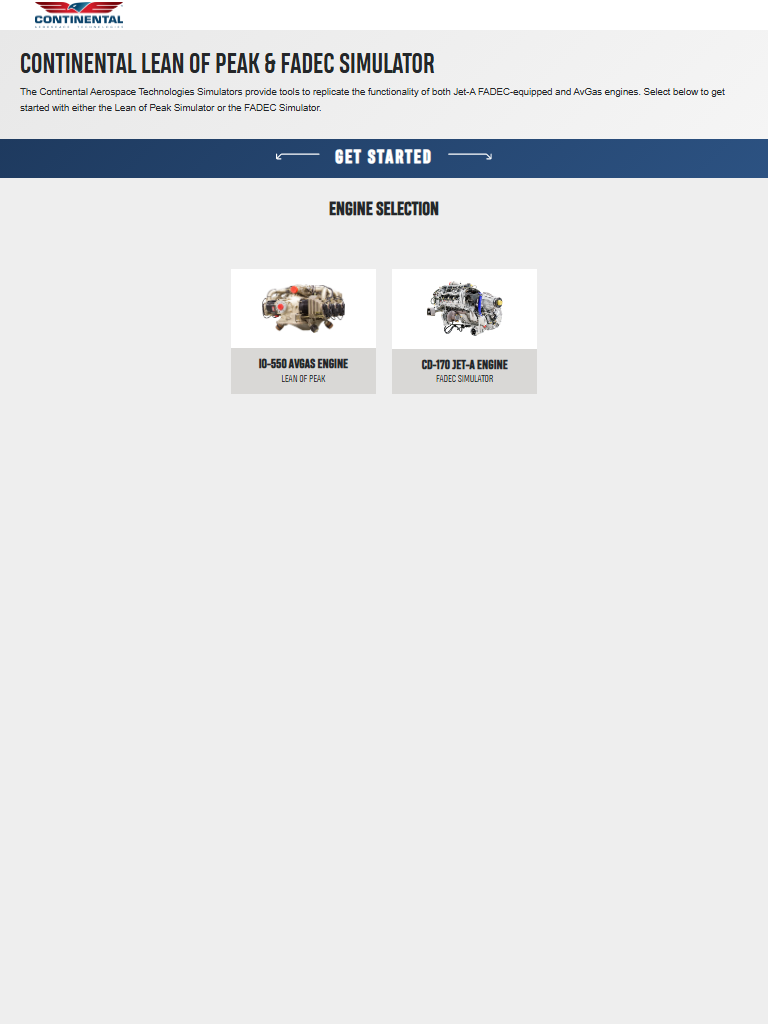 CONTINENTAL
AEROSPACE TECHNOLOGIES
CONTINENTAL LEAN OF PEAK & FADEC SIMULATOR
The Continental Aerospace Technologies Simulators provide tools to replicate the functionality of both Jet-A FADEC-equipped and AvGas engines. Select below to get
started with either the Lean of Peak Simulator or the FADEC Simulator.
GET STARTED
ENGINE SELECTION
IO-550 AVGAS ENGINE
LEAN OF PEAK
CD-170 JET-A ENGINE
FADEC SIMULATOR